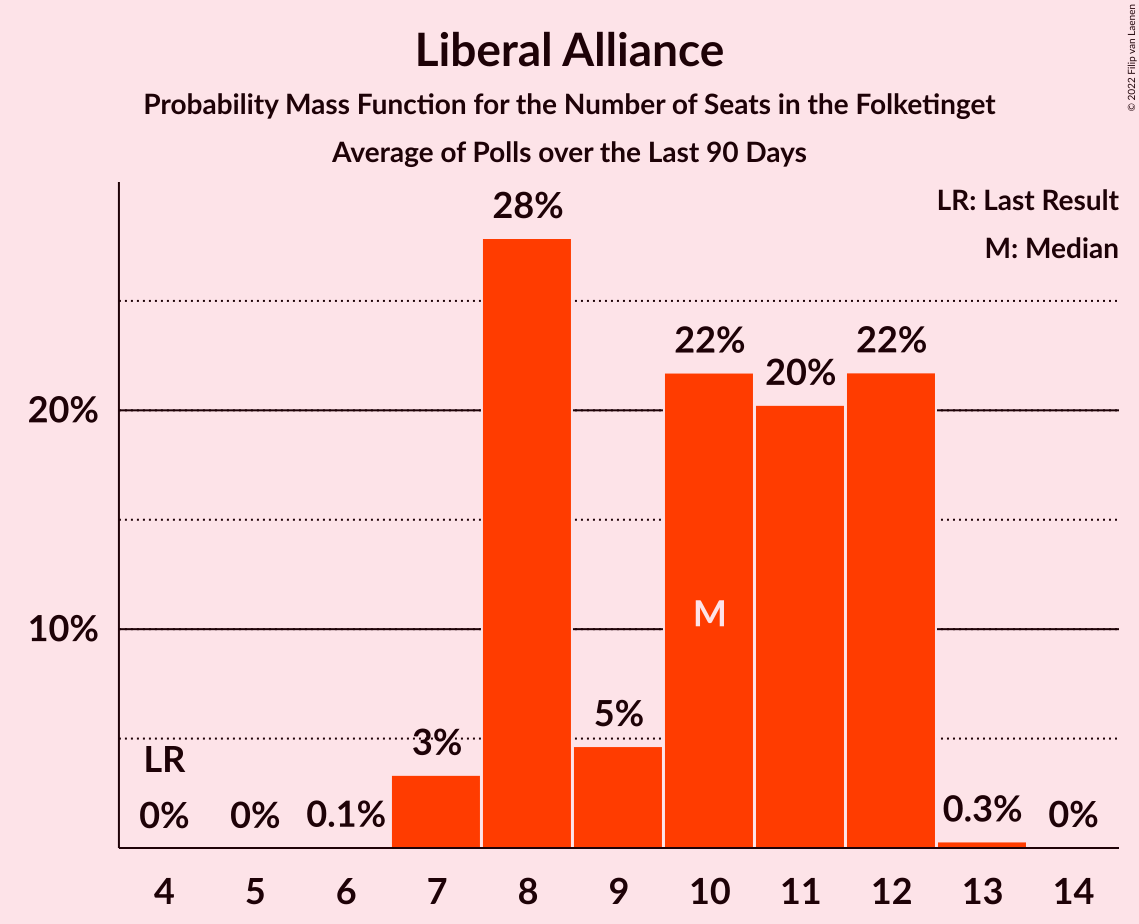 Liberal Alliance
Probability Mass Function for the Number of Seats in the Folketinget
Average of Polls over the Last 90 Days
© 2022 Filip van Laenen
LR: Last Result
M: Median
28%
22%
20%
22%
20%
M
10%
5%
3%
LR
0%
0%
0.1%
0.3%
0%
4 5 6 7 8 9 10 11 12 13 14